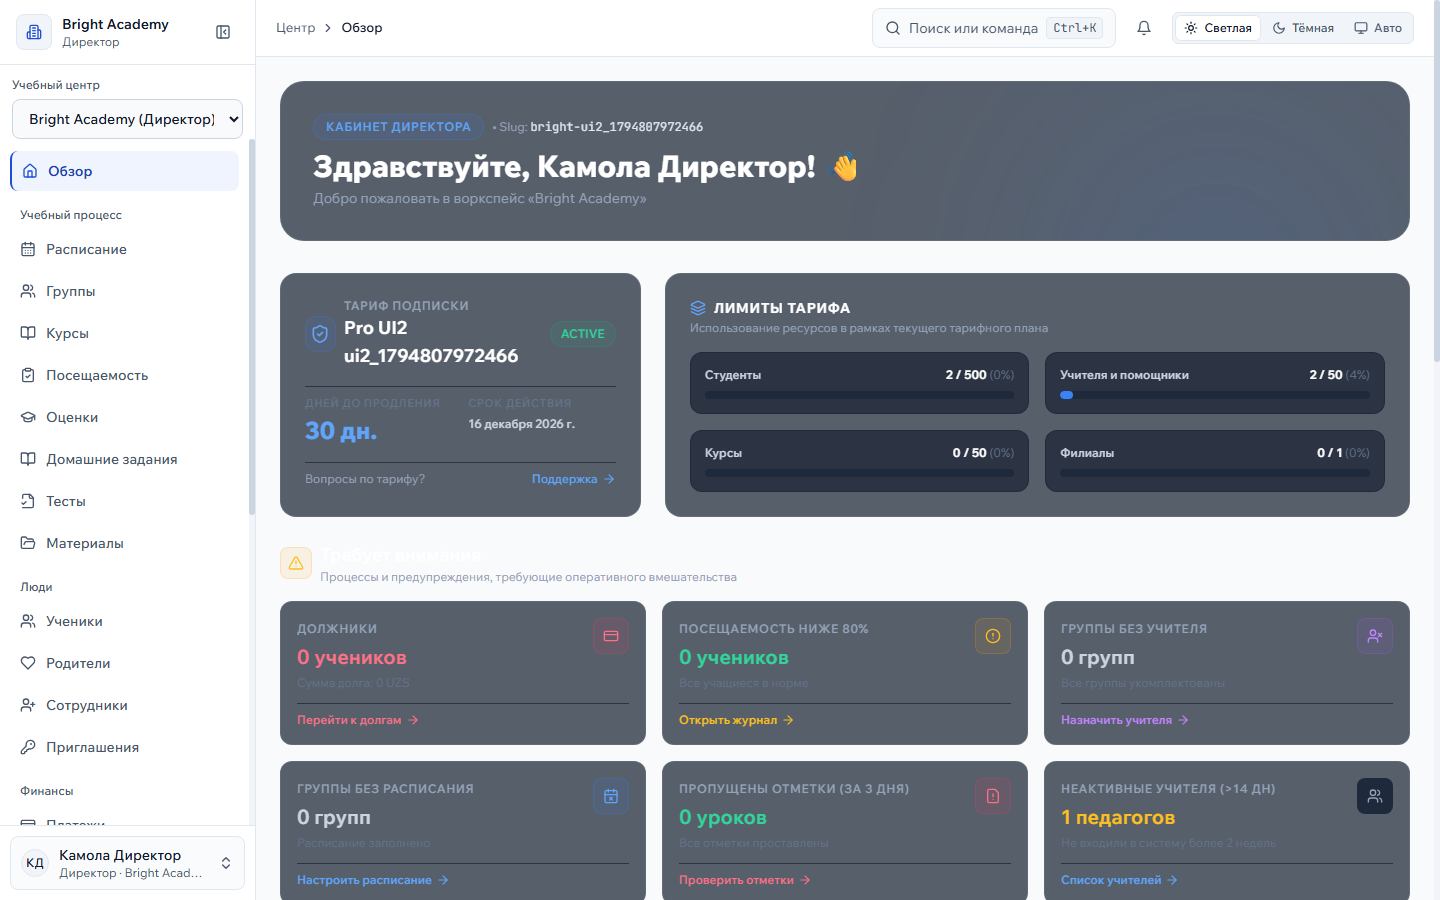 Bright Academy
Директор
Учебный центр
Bright Academy (Директор)
Обзор
Учебный процесс
Расписание
Группы
Курсы
Посещаемость
Оценки
Домашние задания
Тесты
Материалы
Люди
Ученики
Родители
Сотрудники
Приглашения
Финансы
Платежи
КД
Камола Директор
Директор · Bright Acad...
Центр > Обзор
Поиск или команда Ctrl+K
Светлая
Тёмная
Авто
КАБИНЕТ ДИРЕКТОРА • Slug: bright-ui2_1794807972466
Здравствуйте, Камола Директор! 👋
Добро пожаловать в воркспейс «Bright Academy»
ТАРИФ ПОДПИСКИ
Pro UI2
ui2_1794807972466
ACTIVE
ДНЕЙ ДО ПРОДЛЕНИЯ
30 дн.
СРОК ДЕЙСТВИЯ
16 декабря 2026 г.
Вопросы по тарифу?
Поддержка →
ЛИМИТЫ ТАРИФА
Использование ресурсов в рамках текущего тарифного плана
Студенты 2 / 500 (0%)
Учителя и помощники 2 / 50 (4%)
Курсы 0 / 50 (0%)
Филиалы 0 / 1 (0%)
Требует внимания
Процессы и предупреждения, требующие оперативного вмешательства
ДОЛЖНИКИ
0 учеников
Сумма долга: 0 UZS
Перейти к долгам →
ПОСЕЩАЕМОСТЬ НИЖЕ 80%
0 учеников
Все учащиеся в норме
Открыть журнал →
ГРУППЫ БЕЗ УЧИТЕЛЯ
0 групп
Все группы укомплектованы
Назначить учителя →
ГРУППЫ БЕЗ РАСПИСАНИЯ
0 групп
Расписание заполнено
Настроить расписание →
ПРОПУЩЕНЫ ОТМЕТКИ (ЗА 3 ДНЯ)
0 уроков
Все отметки проставлены
Проверить отметки →
НЕАКТИВНЫЕ УЧИТЕЛЯ (>14 ДН)
1 педагогов
Не входили в систему более 2 недель
Список учителей →